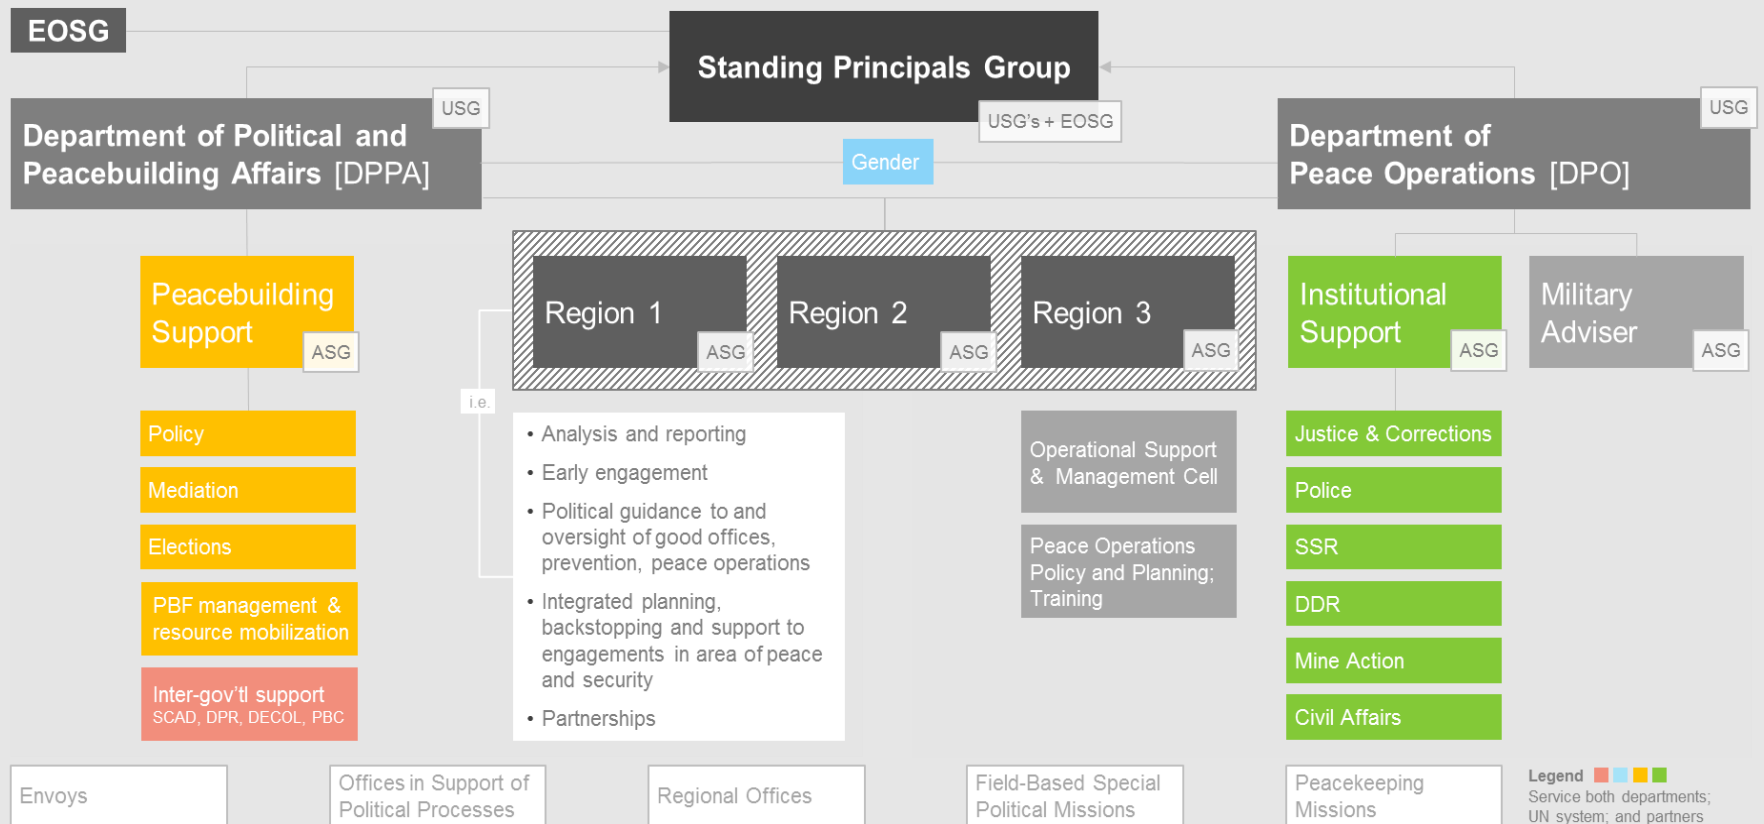 EOSG
Standing Principals Group
USG's + EOSG
USG
Department of Political and
Peacebuilding Affairs [DPPA]
Gender
USG
Department of
Peace Operations [DPO]
Peacebuilding
Support
ASG
Region 1
ASG
Region 2
ASG
Region 3
ASG
Institutional
Support
ASG
Military
Adviser
ASG
Policy
Mediation
Elections
PBF management &
resource mobilization
Inter-gov'tl support
SCAD, DPR, DECOL, PBC
i.e.
• Analysis and reporting
• Early engagement
• Political guidance to and
oversight of good offices,
prevention, peace operations
• Integrated planning,
backstopping and support to
engagements in area of peace
and security
• Partnerships
Operational Support
& Management Cell
Peace Operations
Policy and Planning;
Training
Justice & Corrections
Police
SSR
DDR
Mine Action
Civil Affairs
Envoys
Offices in Support of
Political Processes
Regional Offices
Field-Based Special
Political Missions
Peacekeeping
Missions
Legend
Service both departments;
UN system; and partners